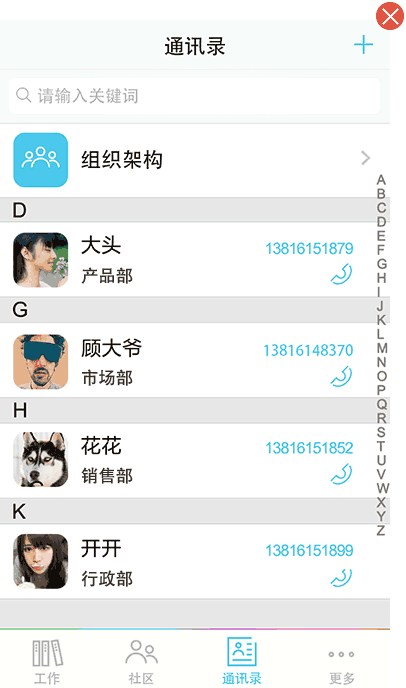 通讯录
请输入关键词
组织架构
D
大头
13816151879
产品部
G
顾大爷
13816148370
市场部
H
花花
13816151852
销售部
K
开开
13816151899
行政部
A
B
C
D
E
F
G
H
I
J
K
L
M
N
O
P
Q
R
S
T
U
V
W
X
Y
Z
工作
社区
通讯录
更多